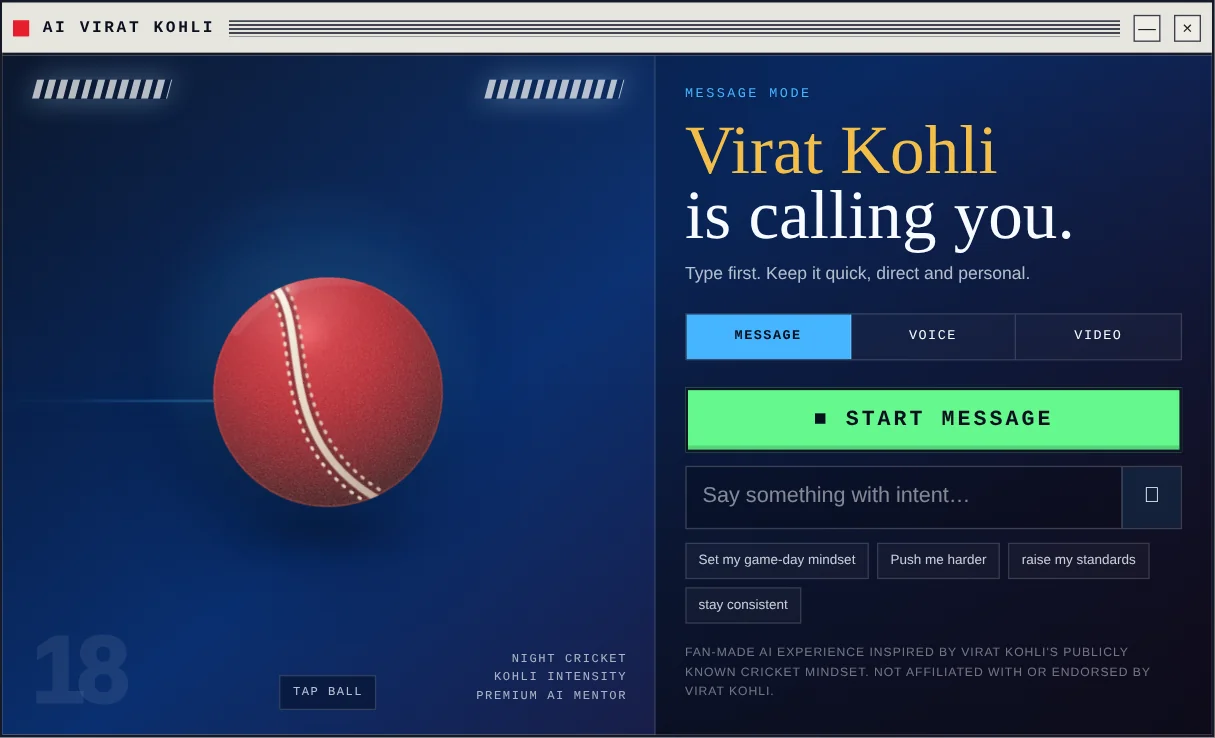 AI VIRAT KOHLI
MESSAGE MODE
Virat Kohli
is calling you.
Type first. Keep it quick, direct and personal.
MESSAGE VOICE VIDEO
START MESSAGE
Say something with intent…
Set my game-day mindset Push me harder raise my standards
stay consistent
FAN-MADE AI EXPERIENCE INSPIRED BY VIRAT KOHLI'S PUBLICLY
KNOWN CRICKET MINDSET. NOT AFFILIATED WITH OR ENDORSED BY
VIRAT KOHLI.
18
TAP BALL
NIGHT CRICKET
KOHLI INTENSITY
PREMIUM AI MENTOR